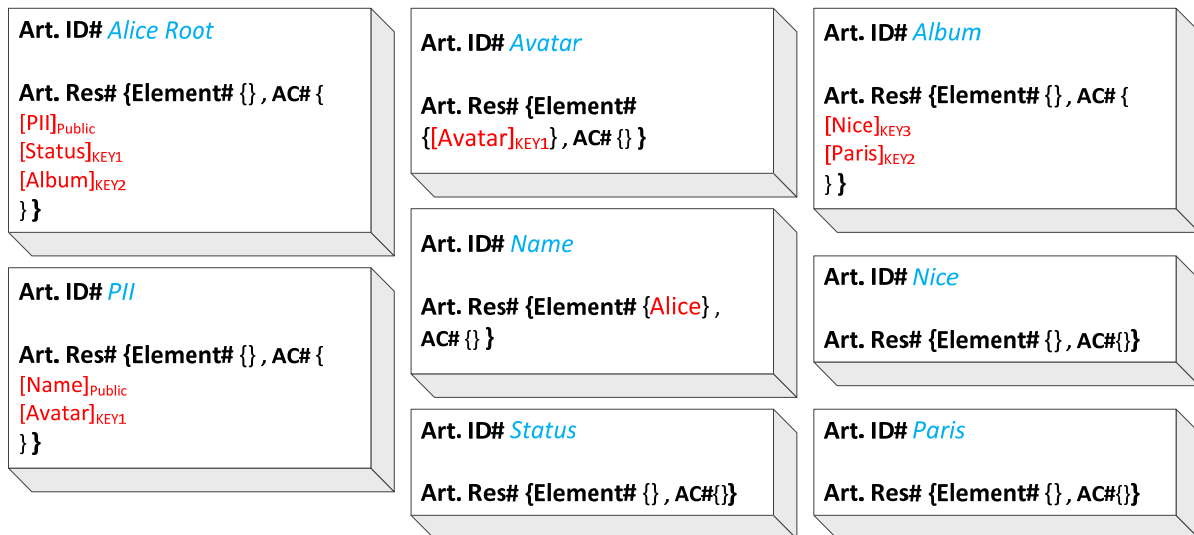 Art. ID# Alice Root
Art. Res# {Element# {} , AC# {
[PII]Public
[Status]KEY1
[Album]KEY2
} }
Art. ID# PII
Art. Res# {Element# {} , AC# {
[Name]Public
[Avatar]KEY1
} }
Art. ID# Avatar
Art. Res# {Element#
{[Avatar]KEY1} , AC# {} }
Art. ID# Name
Art. Res# {Element# {Alice} ,
AC# {} }
Art. ID# Status
Art. Res# {Element# {} , AC#{}}
Art. ID# Album
Art. Res# {Element# {} , AC# {
[Nice]KEY3
[Paris]KEY2
} }
Art. ID# Nice
Art. Res# {Element# {} , AC#{}}
Art. ID# Paris
Art. Res# {Element# {} , AC#{}}